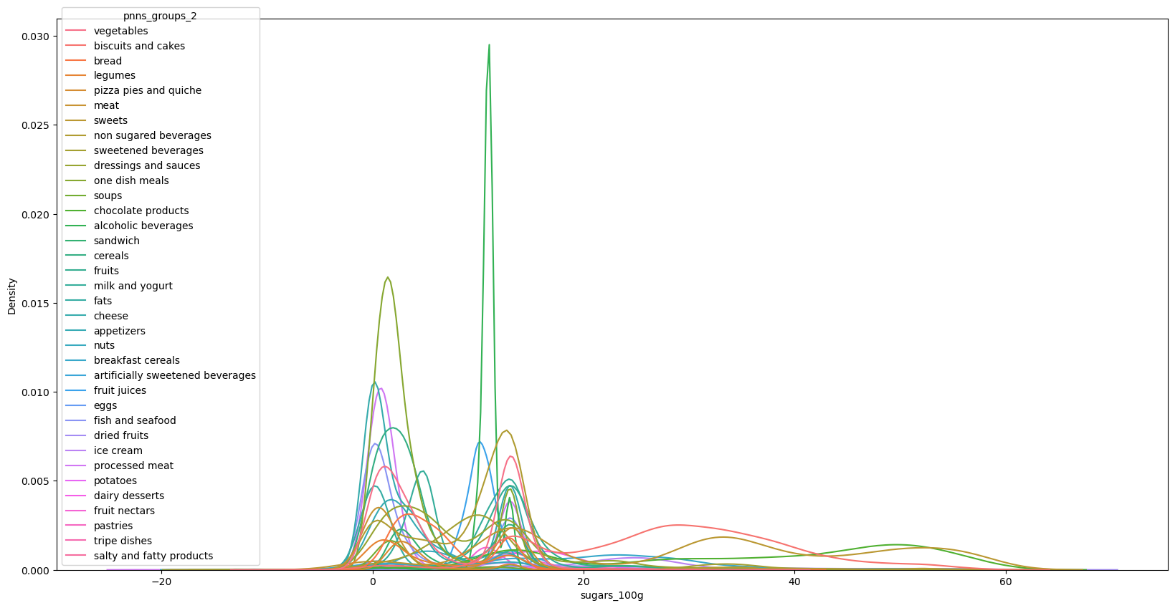 pnns_groups_2
vegetables
biscuits and cakes
bread
legumes
pizza pies and quiche
meat
sweets
non sugared beverages
sweetened beverages
dressings and sauces
one dish meals
soups
chocolate products
alcoholic beverages
sandwich
cereals
fruits
milk and yogurt
fats
cheese
appetizers
nuts
breakfast cereals
artificially sweetened beverages
fruit juices
eggs
fish and seafood
dried fruits
ice cream
processed meat
potatoes
dairy desserts
fruit nectars
pastries
tripe dishes
salty and fatty products
0.030
0.025
0.020
0.015
0.010
0.005
0.000
Density
−20 0 20 40 60
sugars_100g